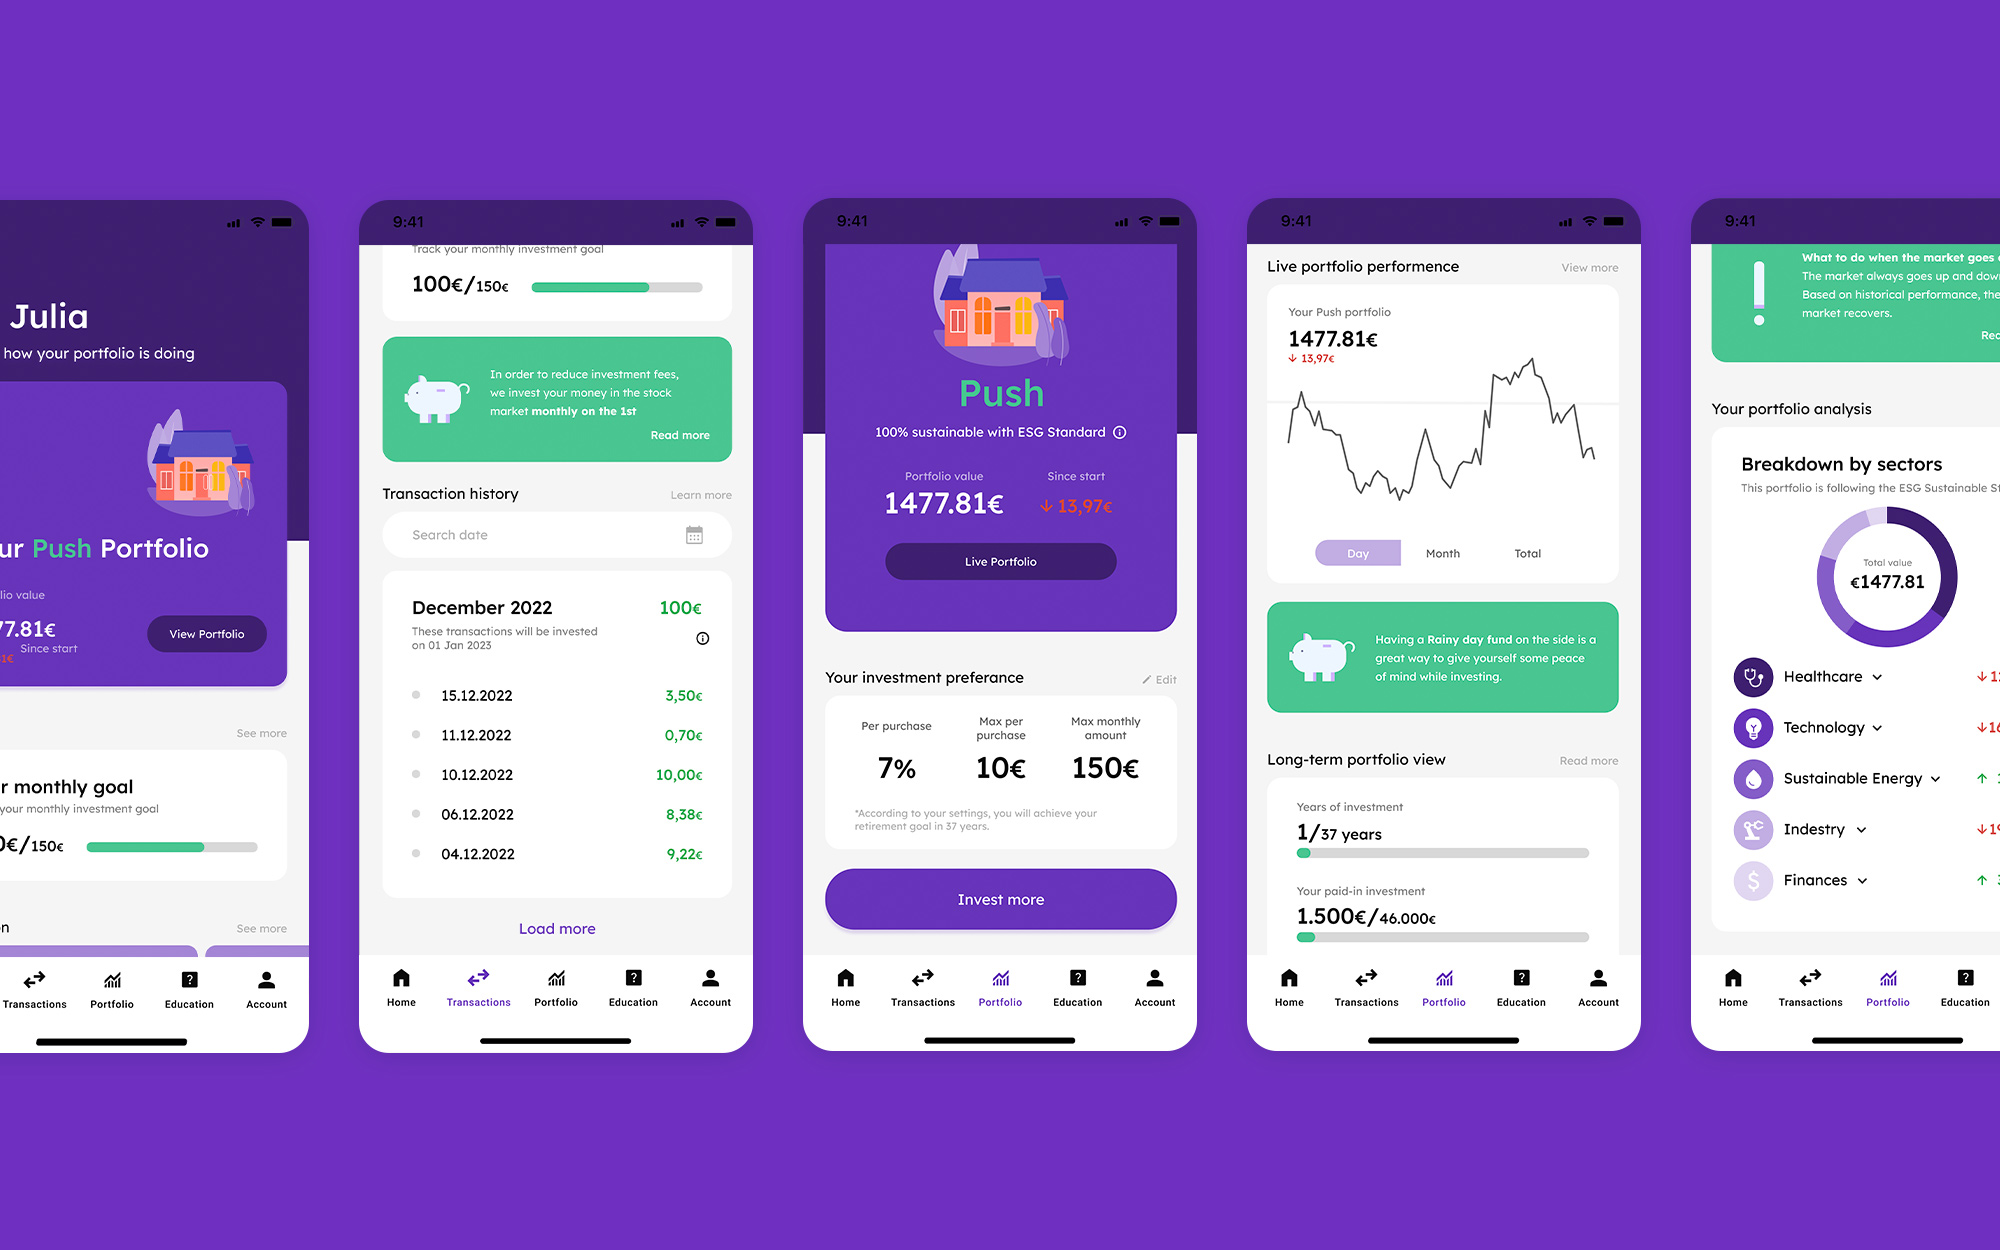 Julia
how your portfolio is doing
ur Push Portfolio
lio value
77.81€
Since start
1€
View Portfolio
See more
r monthly goal
your monthly investment goal
0€/150€
n
See more
Transactions
Portfolio
Education
Account
9:41
Track your monthly investment goal
100€/150€
In order to reduce investment fees,
we invest your money in the stock
market monthly on the 1st
Read more
Transaction history
Learn more
Search date
December 2022
100€
These transactions will be invested
on 01 Jan 2023
15.12.2022 3,50€
11.12.2022 0,70€
10.12.2022 10,00€
06.12.2022 8,38€
04.12.2022 9,22€
Load more
Home
Transactions
Portfolio
Education
Account
9:41
Push
100% sustainable with ESG Standard
Portfolio value
1477.81€
Since start
13,97€
Live Portfolio
Your investment preferance
Edit
Per purchase
7%
Max per
purchase
10€
Max monthly
amount
150€
*According to your settings, you will achieve your
retirement goal in 37 years.
Invest more
Home
Transactions
Portfolio
Education
Account
9:41
Live portfolio performence
View more
Your Push portfolio
1477.81€
13,97€
Day
Month
Total
Having a Rainy day fund on the side is a
great way to give yourself some peace
of mind while investing.
Long-term portfolio view
Read more
Years of investment
1/37 years
Your paid-in investment
1.500€/46.000€
Home
Transactions
Portfolio
Education
Account
9:41
What to do when the market goes
The market always goes up and dow
Based on historical performance, the
market recovers.
Rea
Your portfolio analysis
Breakdown by sectors
This portfolio is following the ESG Sustainable St
Total value
€1477.81
Healthcare
Technology
Sustainable Energy
Indestry
Finances
Home
Transactions
Portfolio
Education